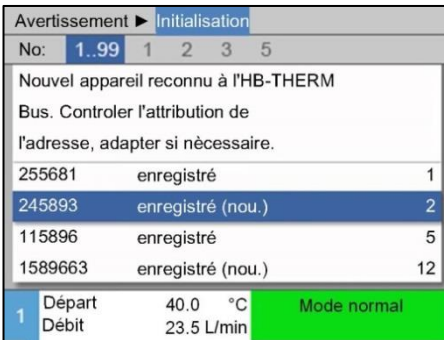 Avertissement ► Initialisation
No: 1..99 1 2 3 5
Nouvel appareil reconnu à l'HB-THERM
Bus. Controler l'attribution de
l'adresse, adapter si nècessaire.
255681 enregistré 1
245893 enregistré (nou.) 2
115896 enregistré 5
1589663 enregistré (nou.) 12
1 Départ 40.0 °C Mode normal
Débit 23.5 L/min